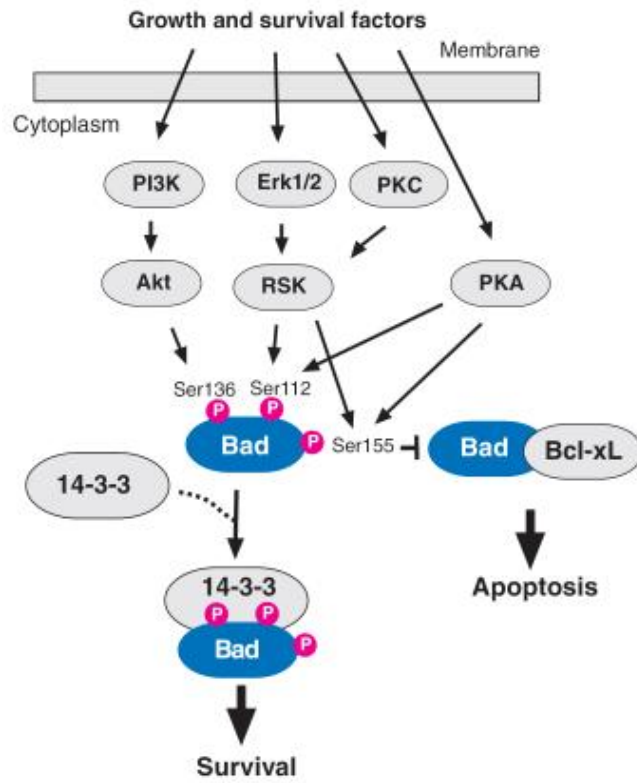 Growth and survival factors
Membrane
Cytoplasm
PI3K
Erk1/2
PKC
Akt
RSK
PKA
Ser136
Ser112
P
P
Bad
P
Ser155
Bad
Bcl-xL
14-3-3
Apoptosis
14-3-3
P
P
Bad
P
Survival